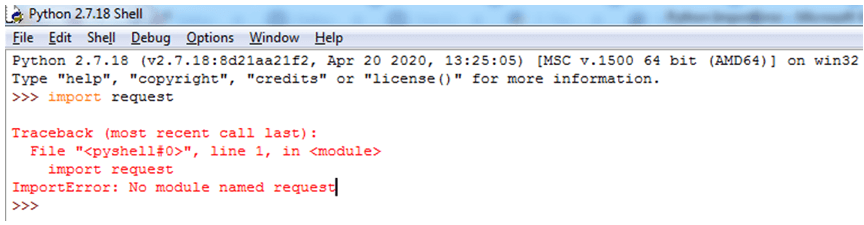 Python 2.7.18 Shell
File Edit Shell Debug Options Window Help
Python 2.7.18 (v2.7.18:8d21aa21f2, Apr 20 2020, 13:25:05) [MSC v.1500 64 bit (AMD64)] on win32
Type "help", "copyright", "credits" or "license()" for more information.
>>> import request
Traceback (most recent call last):
  File "<pyshell#0>", line 1, in <module>
    import request
ImportError: No module named request
>>>